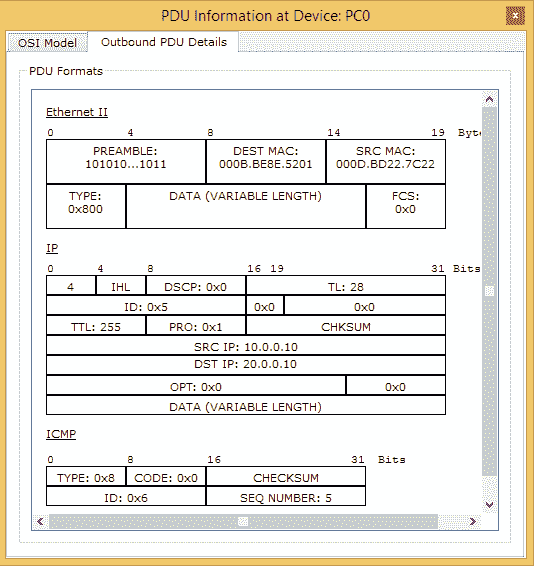 PDU Information at Device: PC0
OSI Model Outbound PDU Details
PDU Formats
Ethernet II
0 4 8 14 19 Byte
PREAMBLE: 101010...1011 DEST MAC: 000B.BE8E.5201 SRC MAC: 000D.BD22.7C22
TYPE: 0x800 DATA (VARIABLE LENGTH) FCS: 0x0
IP
0 4 8 16 19 31 Bits
4 IHL DSCP: 0x0 TL: 28
ID: 0x5 0x0 0x0
TTL: 255 PRO: 0x1 CHKSUM
SRC IP: 10.0.0.10
DST IP: 20.0.0.10
OPT: 0x0 0x0
DATA (VARIABLE LENGTH)
ICMP
0 8 16 31 Bits
TYPE: 0x8 CODE: 0x0 CHECKSUM
ID: 0x6 SEQ NUMBER: 5